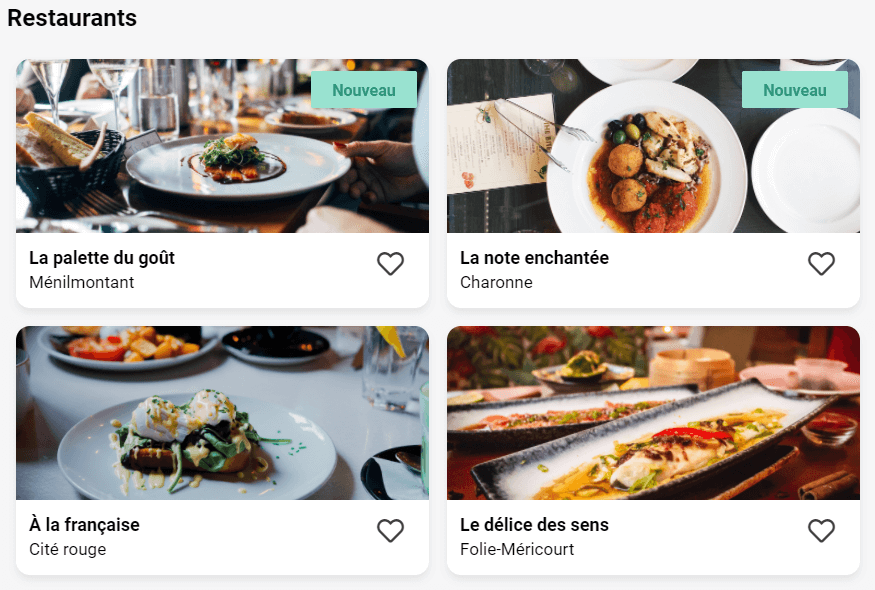 Restaurants
Nouveau
Nouveau
La palette du goût
Ménilmontant
La note enchantée
Charonne
À la française
Cité rouge
Le délice des sens
Folie-Méricourt